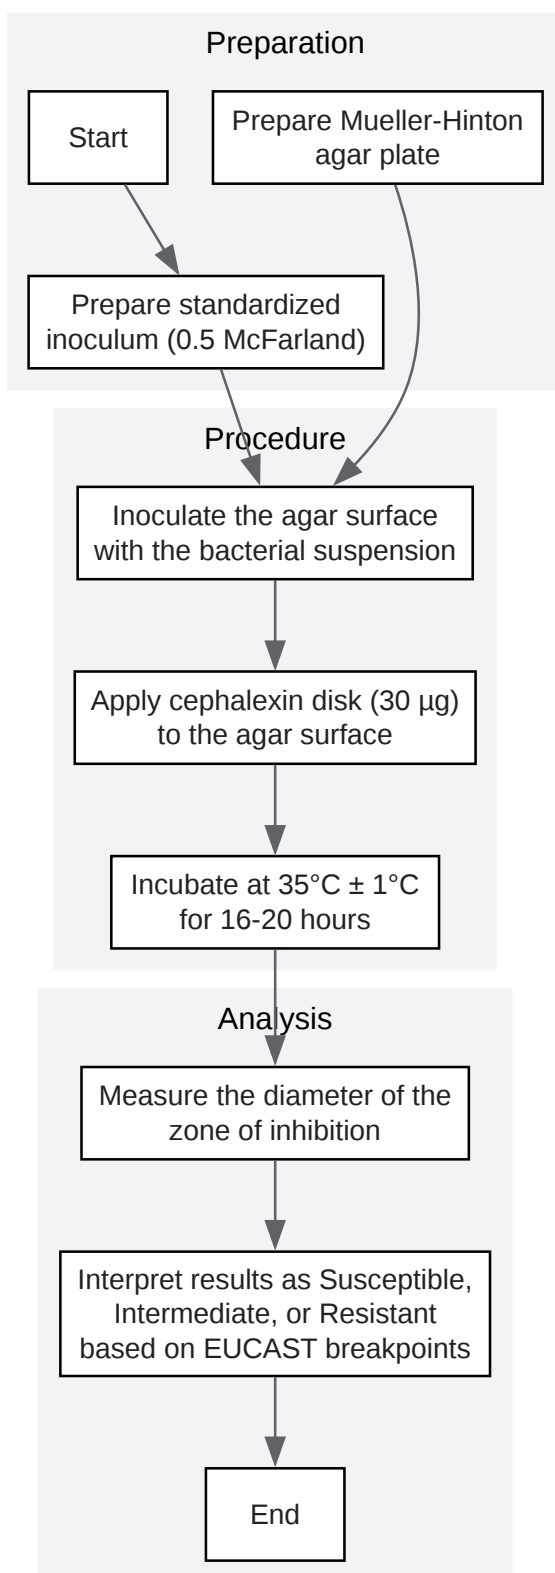 Preparation
Start
Prepare Mueller-Hinton
agar plate
Prepare standardized
inoculum (0.5 McFarland)
Procedure
Inoculate the agar surface
with the bacterial suspension
Apply cephalexin disk (30 µg)
to the agar surface
Incubate at 35°C ± 1°C
for 16-20 hours
Analysis
Measure the diameter of the
zone of inhibition
Interpret results as Susceptible,
Intermediate, or Resistant
based on EUCAST breakpoints
End